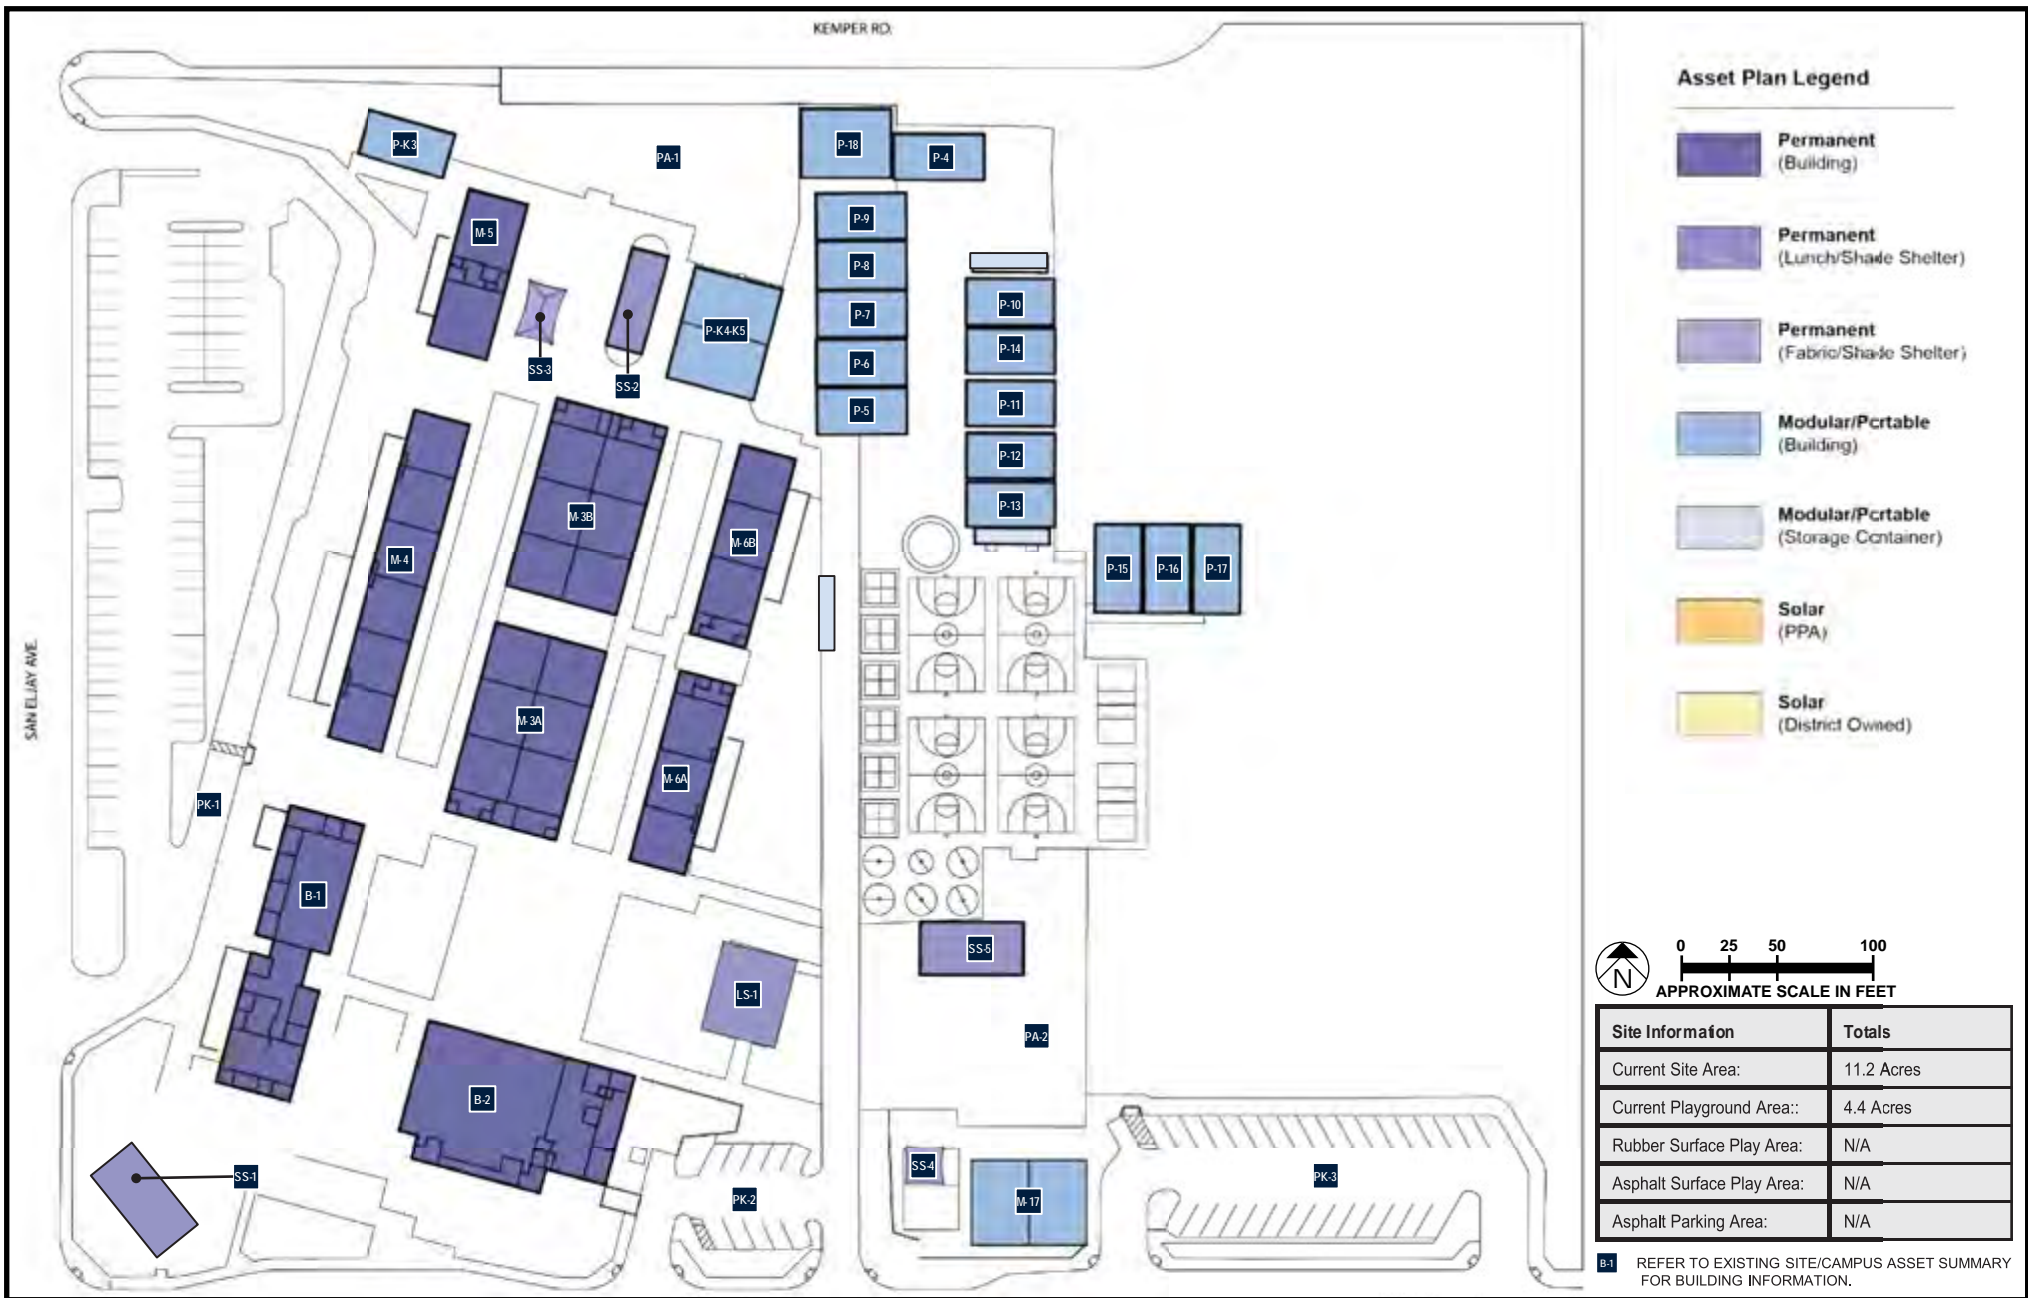 KEMPER RD.
SAN ELJAY AVE.
P-K3
PA-1
P-18
P-4
M-5
P-9
P-8
P-7
P-6
P-5
P-K4-K5
SS-3
SS-2
P-10
P-14
P-11
P-12
P-13
M-3B
M-4
M-6B
P-15
P-16
P-17
M-3A
M-6A
PK-1
B-1
SS-5
LS-1
PA-2
B-2
SS-1
PK-2
SS-4
M-17
PK-3
Asset Plan Legend
Permanent
(Building)
Permanent
(Lunch/Shade Shelter)
Permanent
(Fabric/Shade Shelter)
Modular/Portable
(Building)
Modular/Portable
(Storage Container)
Solar
(PPA)
Solar
(District Owned)
N
0 25 50 100
APPROXIMATE SCALE IN FEET
Site Information Totals
Current Site Area: 11.2 Acres
Current Playground Area:: 4.4 Acres
Rubber Surface Play Area: N/A
Asphalt Surface Play Area: N/A
Asphalt Parking Area: N/A
B-1 REFER TO EXISTING SITE/CAMPUS ASSET SUMMARY
FOR BUILDING INFORMATION.